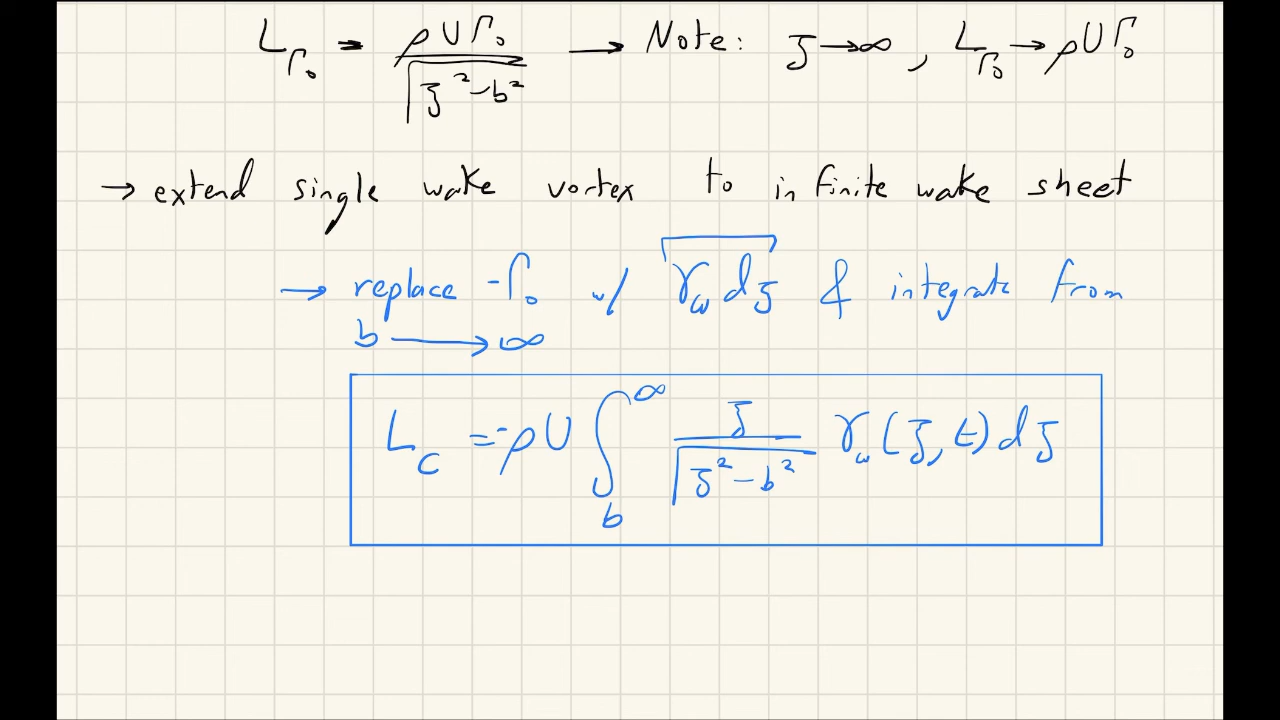 L_Γ₀ = ρUΓ₀ / √(ξ²-b²) → Note: ξ→∞, L_Γ₀ → ρUΓ₀
→ extend single wake vortex to infinite wake sheet
→ replace -Γ₀ w/ γ_w dξ & integrate from
b → ∞
L_c = -ρU ∫_b^∞ ξ / √(ξ²-b²) γ_w(ξ,t)dξ